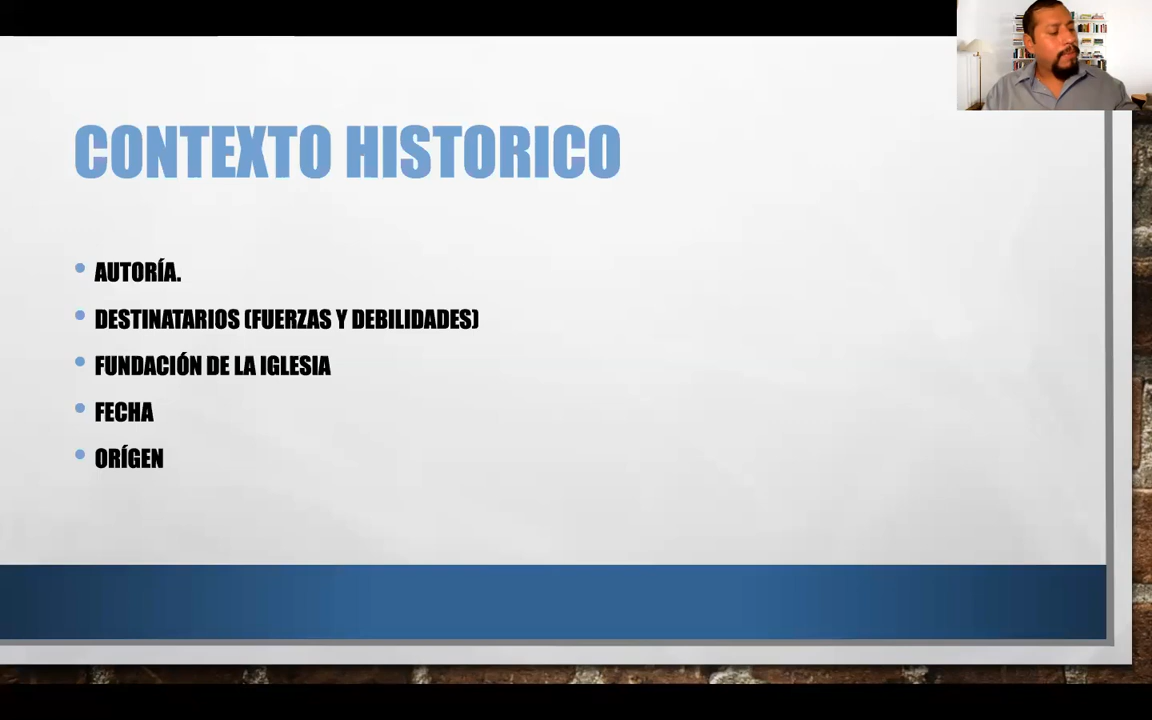 CONTEXTO HISTORICO
AUTORÍA.
DESTINATARIOS (FUERZAS Y DEBILIDADES)
FUNDACIÓN DE LA IGLESIA
FECHA
ORÍGEN